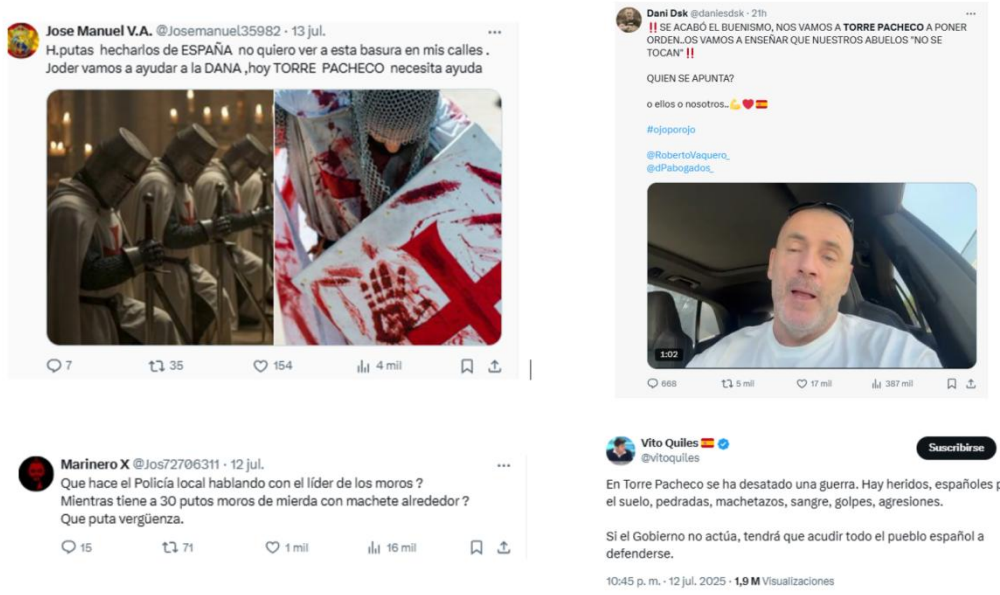 Jose Manuel V.A. @Josemanuel35982 · 13 jul.
H.putas hecharlos de ESPAÑA no quiero ver a esta basura en mis calles .
Joder vamos a ayudar a la DANA ,hoy TORRE PACHECO necesita ayuda
7 35 154 4 mil
Dani Dsk @daniesdsk · 21h
‼️SE ACABÓ EL BUENISMO, NOS VAMOS A TORRE PACHECO A PONER
ORDEN..OS VAMOS A ENSEÑAR QUE NUESTROS ABUELOS "NO SE
TOCAN"‼️
QUIEN SE APUNTA?
o ellos o nosotros..💪❤️🇪🇸
#ojoporojo
@RobertoVaquero_
@dPabogados_
1:02
668 5 mil 17 mil 387 mil
Marinero X @Jos72706311 · 12 jul.
Que hace el Policía local hablando con el líder de los moros ?
Mientras tiene a 30 putos moros de mierda con machete alrededor ?
Que puta vergüenza.
15 71 1 mil 16 mil
Vito Quiles 🇪🇸
@vitoquiles
Suscribirse
En Torre Pacheco se ha desatado una guerra. Hay heridos, españoles p
el suelo, pedradas, machetazos, sangre, golpes, agresiones.
Si el Gobierno no actúa, tendrá que acudir todo el pueblo español a
defenderse.
10:45 p. m. · 12 jul. 2025 · 1,9 M Visualizaciones